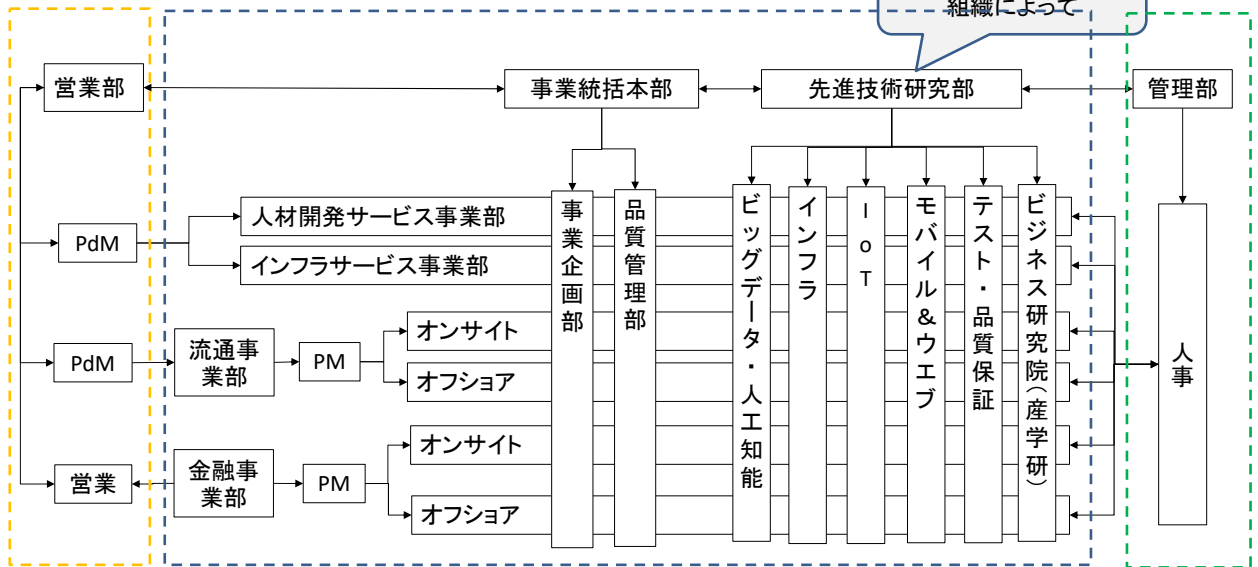 組織によって
営業部
事業統括本部
先進技術研究部
管理部
人材開発サービス事業部
PdM
インフラサービス事業部
事業企画部
品質管理部
ビッグデータ・人工知能
インフラ
IoT
モバイル&ウエブ
テスト・品質保証
ビジネス研究院(産学研)
人事
PdM
流通事
業部
PM
オンサイト
オフショア
営業
金融事
業部
PM
オンサイト
オフショア